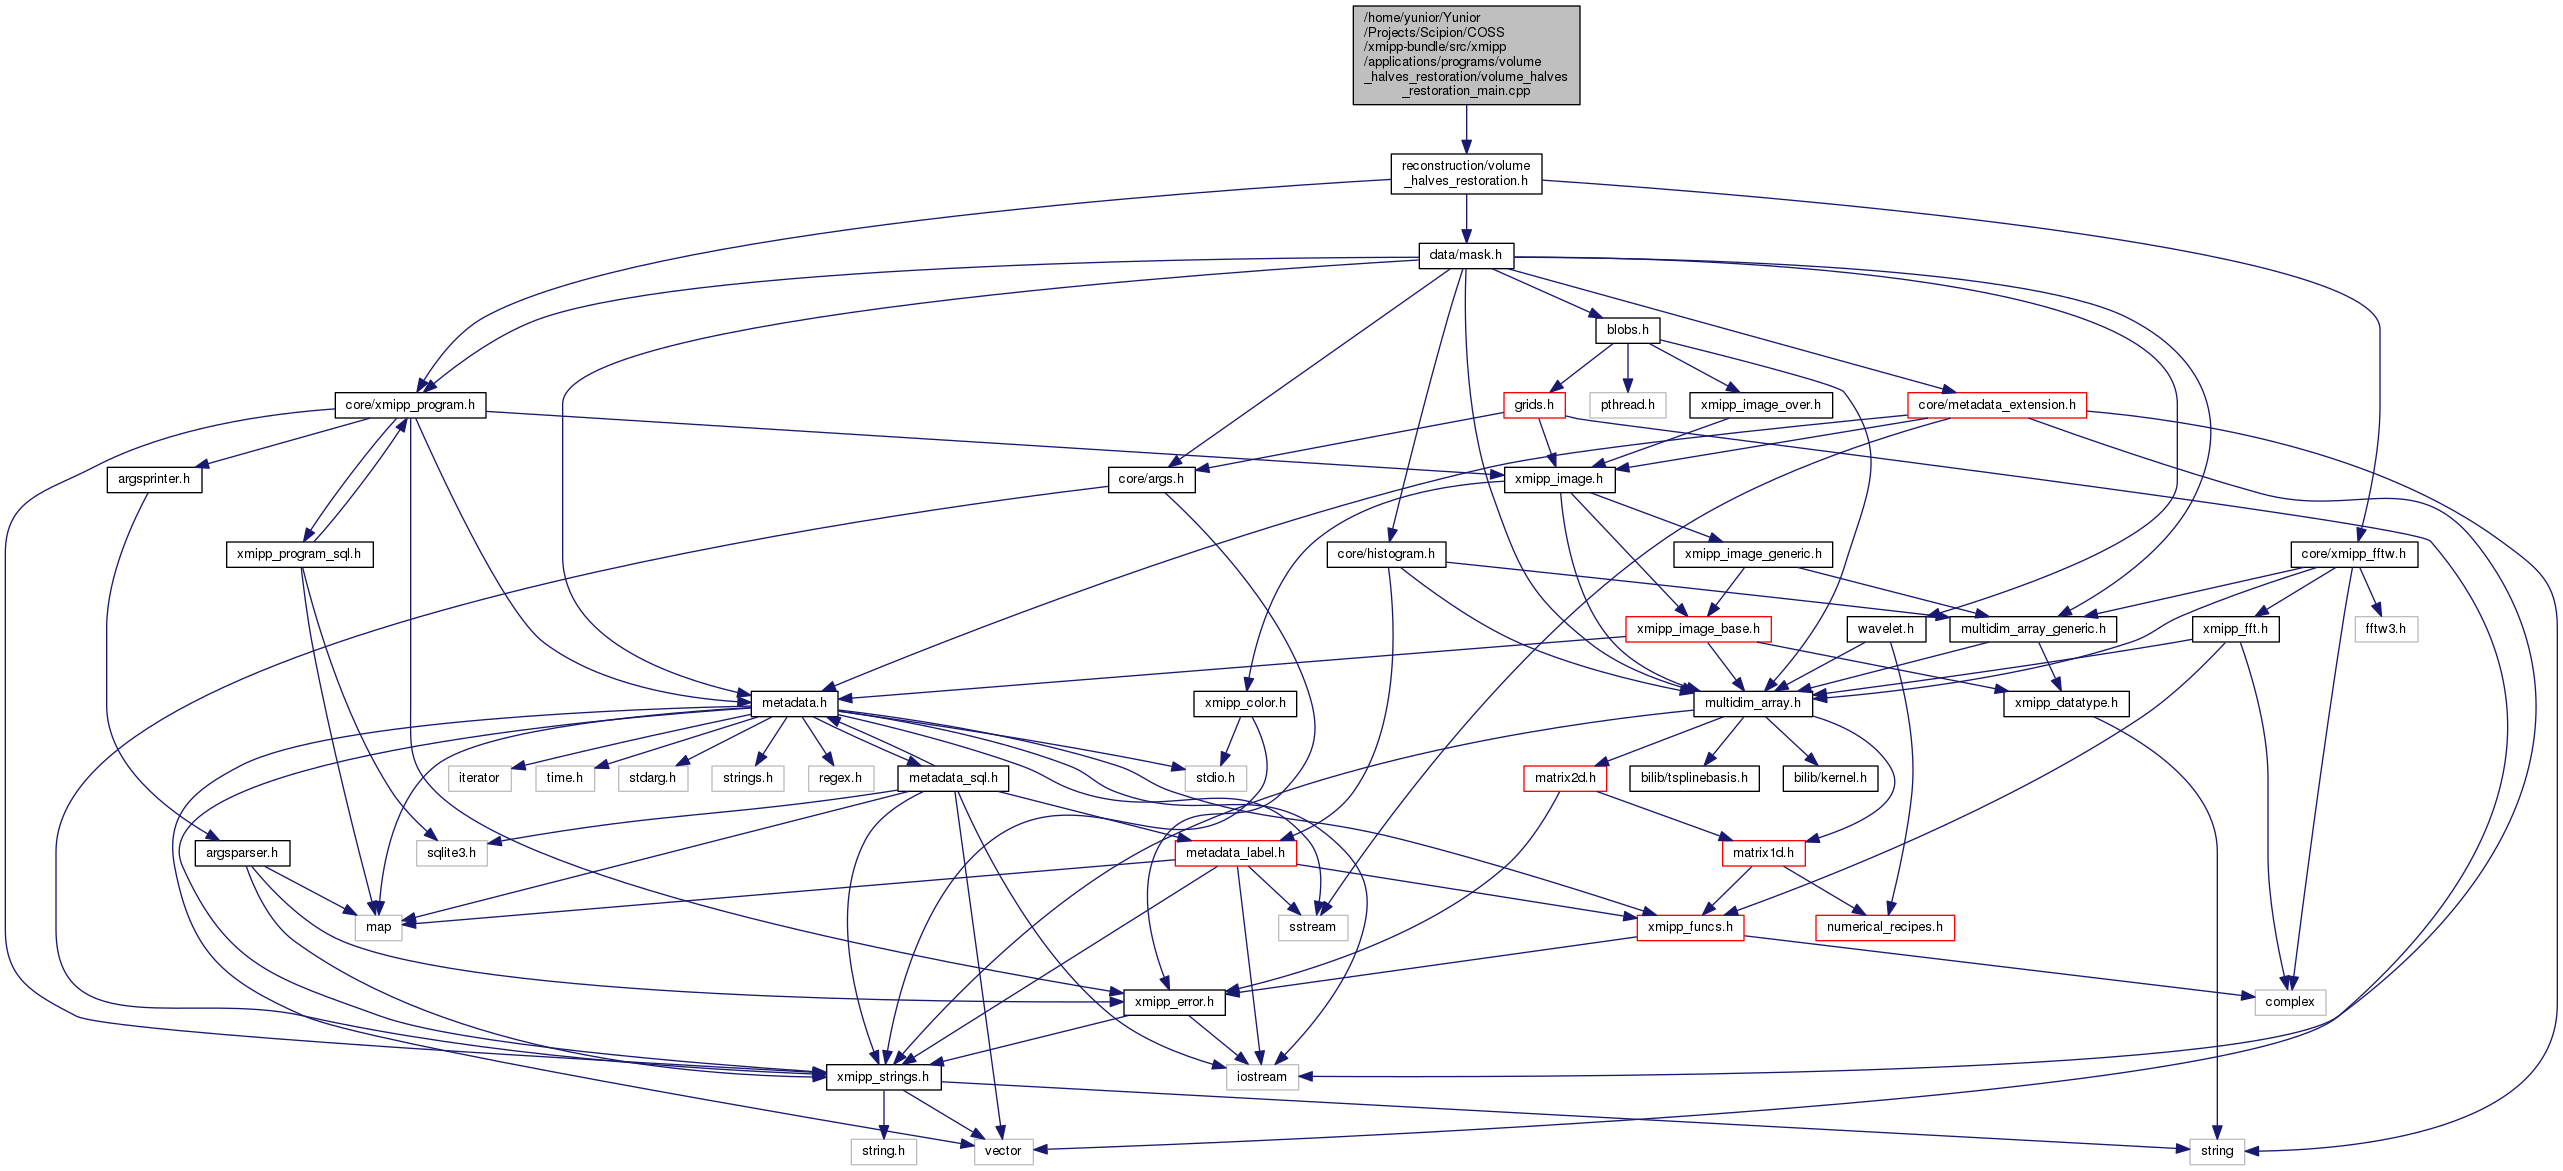 /home/yunior/Yunior
/Projects/Scipion/COSS
/xmipp-bundle/src/xmipp
/applications/programs/volume
_halves_restoration/volume_halves
_restoration_main.cpp
reconstruction/volume
_halves_restoration.h
data/mask.h
blobs.h
core/xmipp_program.h
grids.h
pthread.h
xmipp_image_over.h
core/metadata_extension.h
argsprinter.h
core/args.h
xmipp_image.h
xmipp_program_sql.h
core/histogram.h
xmipp_image_generic.h
core/xmipp_fftw.h
xmipp_image_base.h
wavelet.h
multidim_array_generic.h
xmipp_fft.h
fftw3.h
metadata.h
xmipp_color.h
multidim_array.h
xmipp_datatype.h
iterator
time.h
stdarg.h
strings.h
regex.h
metadata_sql.h
stdio.h
matrix2d.h
bilib/tsplinebasis.h
bilib/kernel.h
argsparser.h
sqlite3.h
metadata_label.h
matrix1d.h
map
sstream
xmipp_funcs.h
numerical_recipes.h
xmipp_error.h
complex
xmipp_strings.h
iostream
string.h
vector
string